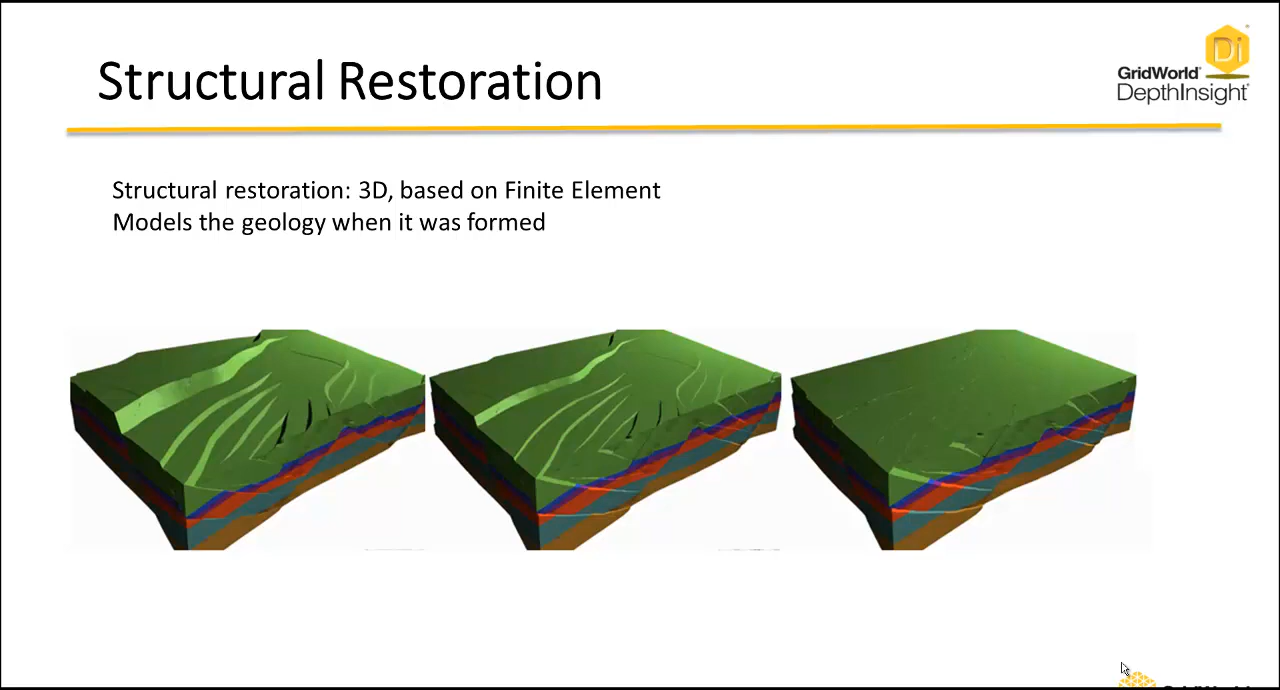 Structural Restoration
Di
GridWorld
DepthInsight
Structural restoration: 3D, based on Finite Element
Models the geology when it was formed